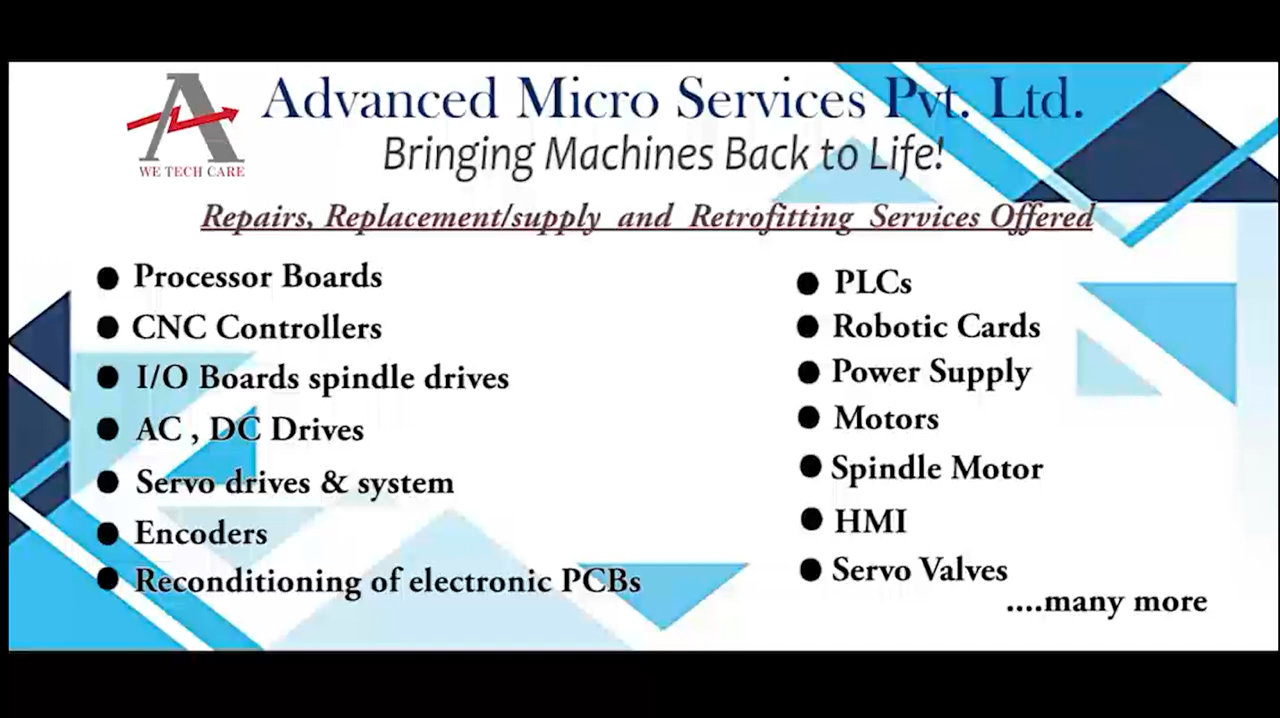 Advanced Micro Services Pvt. Ltd.
WE TECH CARE
Bringing Machines Back to Life!
Repairs, Replacement/supply and Retrofitting Services Offered
● Processor Boards
● CNC Controllers
● I/O Boards spindle drives
● AC , DC Drives
● Servo drives & system
● Encoders
● Reconditioning of electronic PCBs
● PLCs
● Robotic Cards
● Power Supply
● Motors
● Spindle Motor
● HMI
● Servo Valves
....many more